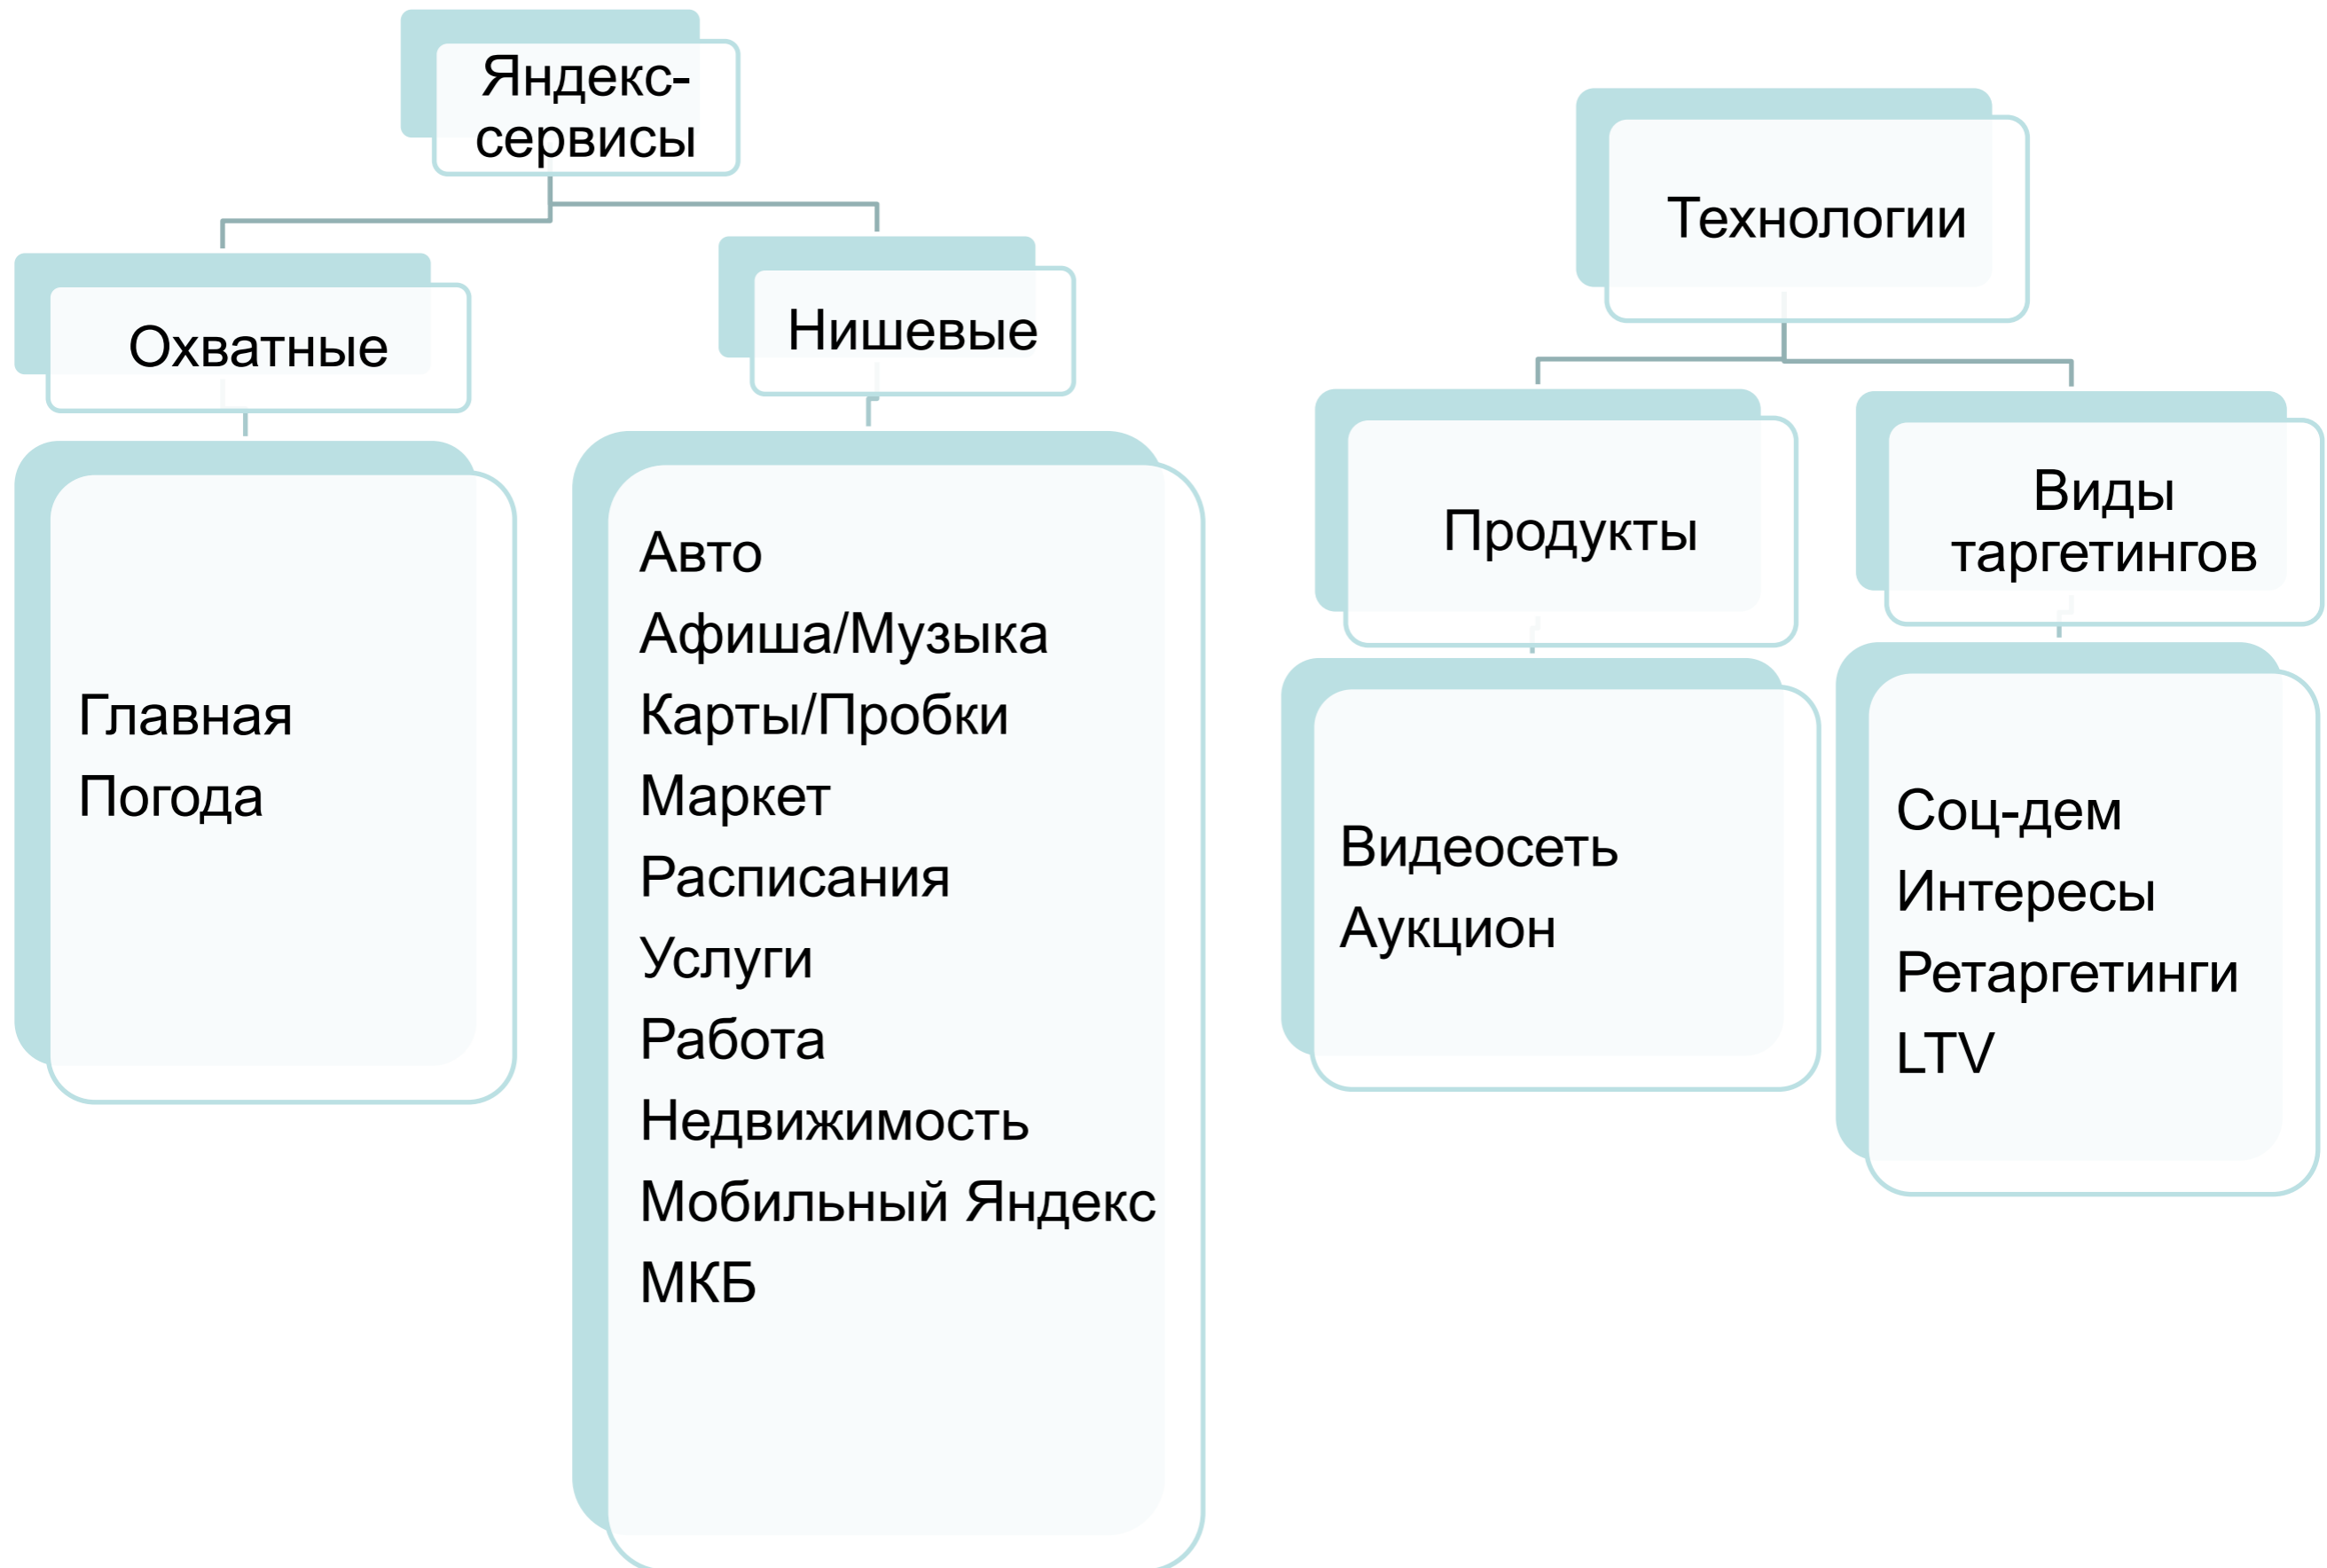 Яндекс-
сервисы
Охватные
Главная
Погода
Нишевые
Авто
Афиша/Музыка
Карты/Пробки
Маркет
Расписания
Услуги
Работа
Недвижимость
Мобильный Яндекс
МКБ
Технологии
Продукты
Видеосеть
Аукцион
Виды
таргетингов
Соц-дем
Интересы
Ретаргетинги
LTV